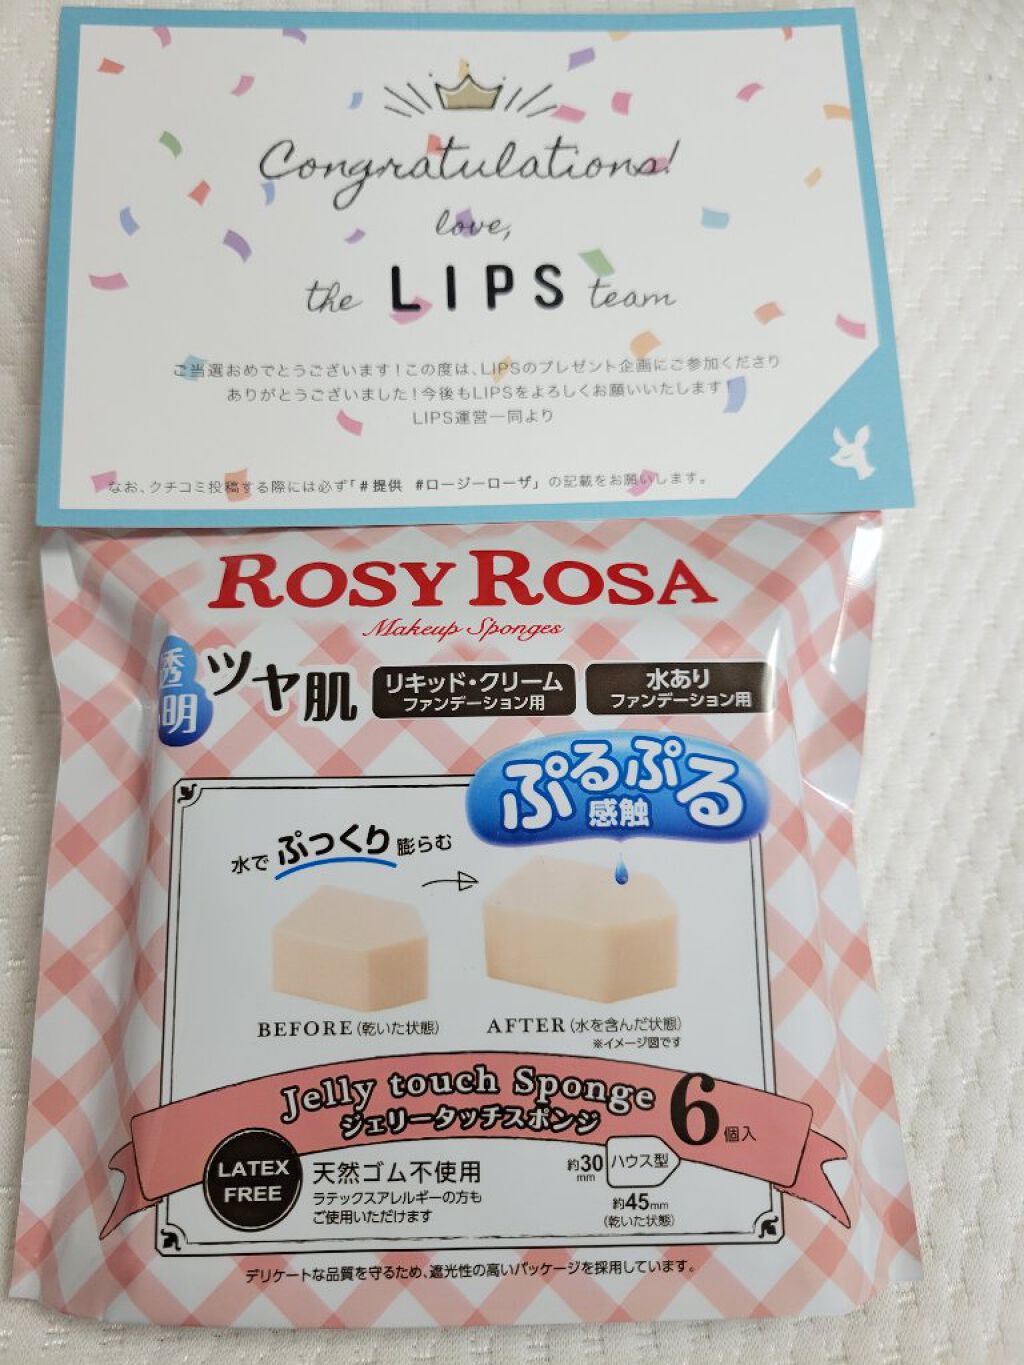 Congratulations!
love,
the LIPS team
ご当選おめでとうございます！この度は、LIPSのプレゼント企画にご参加くださり
ありがとうございました！今後もLIPSをよろしくお願いいたします！
LIPS運営一同より
なお、クチコミ投稿する際には必ず「#提供 #ロージーローザ」の記載をお願いします。
ROSY ROSA
Makeup Sponges
透明
ツヤ肌
リキッド・クリーム
ファンデーション用
水あり
ファンデーション用
ぷるぷる
感触
水でぷっくり膨らむ
BEFORE（乾いた状態）
AFTER（水を含んだ状態）
※イメージ図です
Jelly touch Sponge
ジェリータッチスポンジ
6個入
LATEX
FREE
天然ゴム不使用
ラテックスアレルギーの方も
ご使用いただけます
約30mm
ハウス型
約45mm
（乾いた状態）
デリケートな品質を守るため、遮光性の高いパッケージを採用しています。